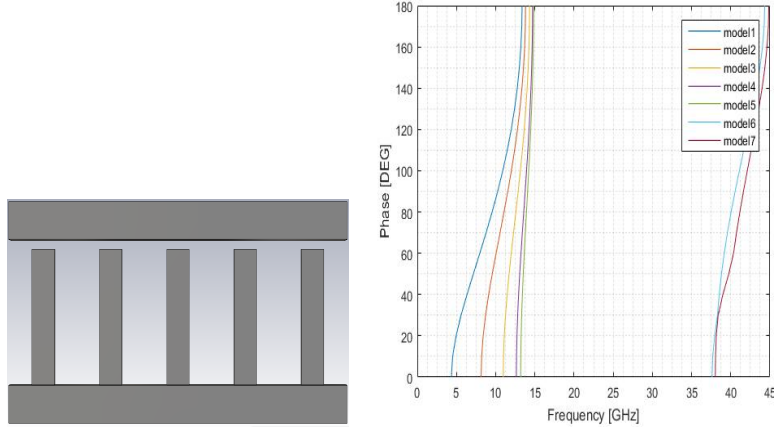 180
160
140
120
100
80
60
40
20
0
Phase [DEG]
model1
model2
model3
model4
model5
model6
model7
0 5 10 15 20 25 30 35 40 45
Frequency [GHz]